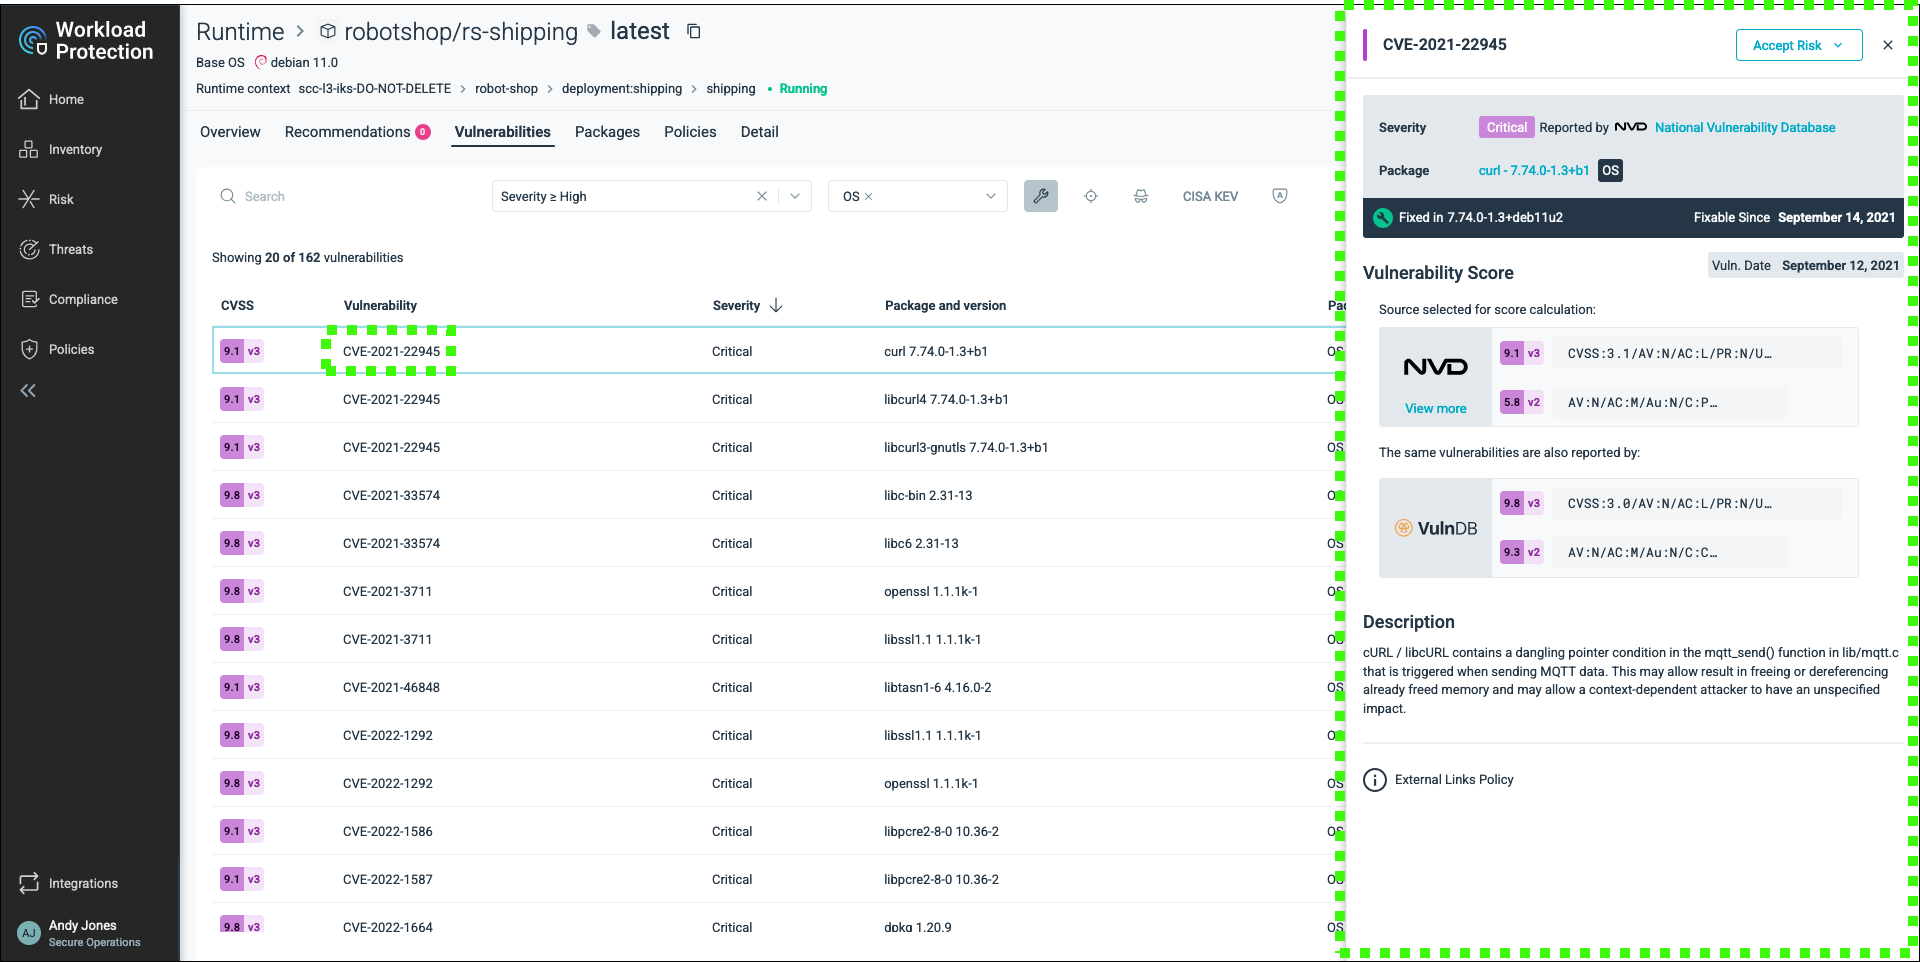 Workload
Protection
Home
Inventory
Risk
Threats
Compliance
Policies
Integrations
AJ
Andy Jones
Secure Operations
Runtime > robotshop/rs-shipping latest
Base OS debian 11.0
Runtime context scc-l3-iks-DO-NOT-DELETE > robot-shop > deployment:shipping > shipping • Running
Overview Recommendations 0 Vulnerabilities Packages Policies Detail
Search Severity ≥ High OS × CISA KEV
Showing 20 of 162 vulnerabilities
CVSS Vulnerability Severity Package and version
9.1 v3 CVE-2021-22945 Critical curl 7.74.0-1.3+b1 OS
9.1 v3 CVE-2021-22945 Critical libcurl4 7.74.0-1.3+b1 OS
9.1 v3 CVE-2021-22945 Critical libcurl3-gnutls 7.74.0-1.3+b1 OS
9.8 v3 CVE-2021-33574 Critical libc-bin 2.31-13 OS
9.8 v3 CVE-2021-33574 Critical libc6 2.31-13 OS
9.8 v3 CVE-2021-3711 Critical openssl 1.1.1k-1 OS
9.8 v3 CVE-2021-3711 Critical libssl1.1 1.1.1k-1 OS
9.1 v3 CVE-2021-46848 Critical libtasn1-6 4.16.0-2 OS
9.8 v3 CVE-2022-1292 Critical libssl1.1 1.1.1k-1 OS
9.8 v3 CVE-2022-1292 Critical openssl 1.1.1k-1 OS
9.1 v3 CVE-2022-1586 Critical libpcre2-8-0 10.36-2 OS
9.1 v3 CVE-2022-1587 Critical libpcre2-8-0 10.36-2 OS
9.8 v3 CVE-2022-1664 Critical dpkg 1.20.9 OS
CVE-2021-22945 Accept Risk
Severity Critical Reported by NVD National Vulnerability Database
Package curl - 7.74.0-1.3+b1 OS
Fixed in 7.74.0-1.3+deb11u2 Fixable Since September 14, 2021
Vuln. Date September 12, 2021
Vulnerability Score
Source selected for score calculation:
NVD
View more
9.1 v3 CVSS:3.1/AV:N/AC:L/PR:N/U…
5.8 v2 AV:N/AC:M/Au:N/C:P…
The same vulnerabilities are also reported by:
VulnDB
9.8 v3 CVSS:3.0/AV:N/AC:L/PR:N/U…
9.3 v2 AV:N/AC:M/Au:N/C:C…
Description
cURL / libcURL contains a dangling pointer condition in the mqtt_send() function in lib/mqtt.c
that is triggered when sending MQTT data. This may allow result in freeing or dereferencing
already freed memory and may allow a context-dependent attacker to have an unspecified
impact.
External Links Policy